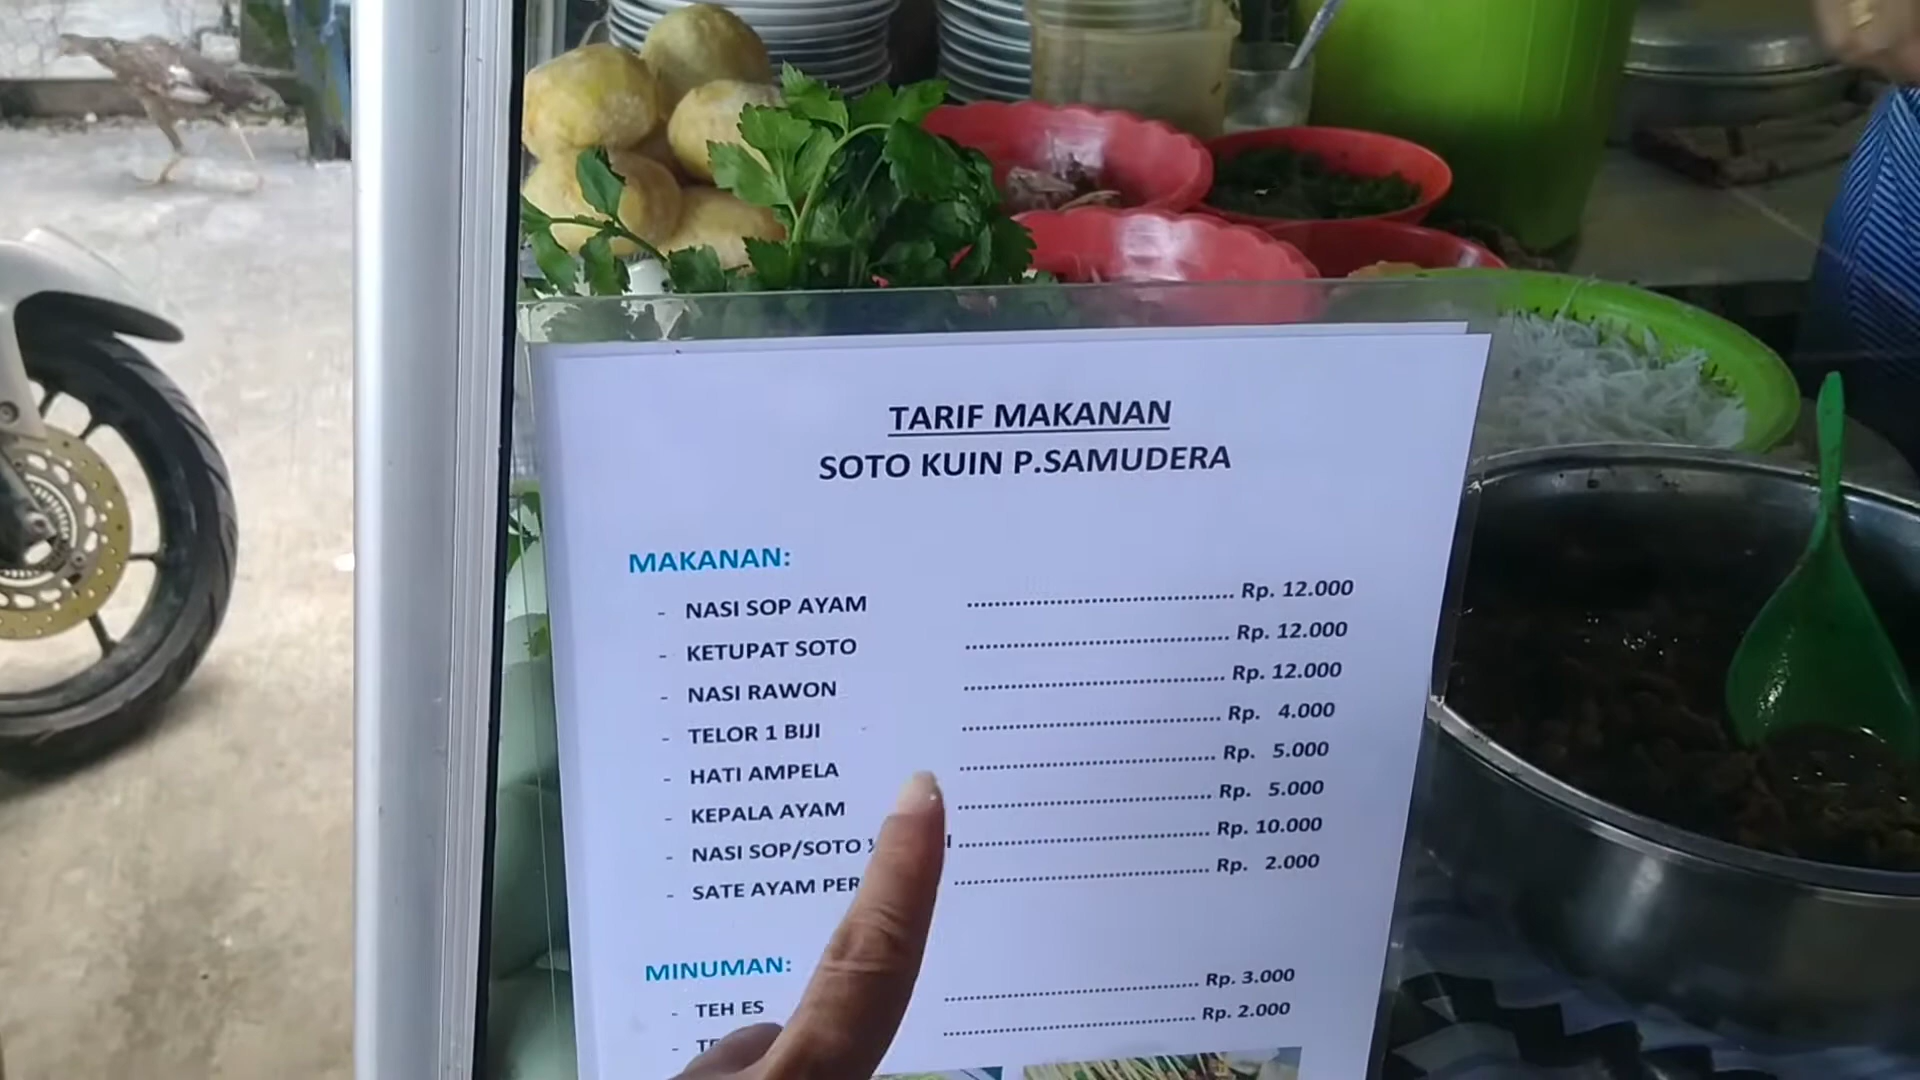 TARIF MAKANAN
SOTO KUIN P.SAMUDERA
MAKANAN:
- NASI SOP AYAM .......... Rp. 12.000
- KETUPAT SOTO .......... Rp. 12.000
- NASI RAWON .......... Rp. 12.000
- TELOR 1 BIJI .......... Rp. 4.000
- HATI AMPELA .......... Rp. 5.000
- KEPALA AYAM .......... Rp. 5.000
- NASI SOP/SOTO .......... Rp. 10.000
- SATE AYAM PER .......... Rp. 2.000
MINUMAN:
- TEH ES .......... Rp. 3.000
- .......... Rp. 2.000